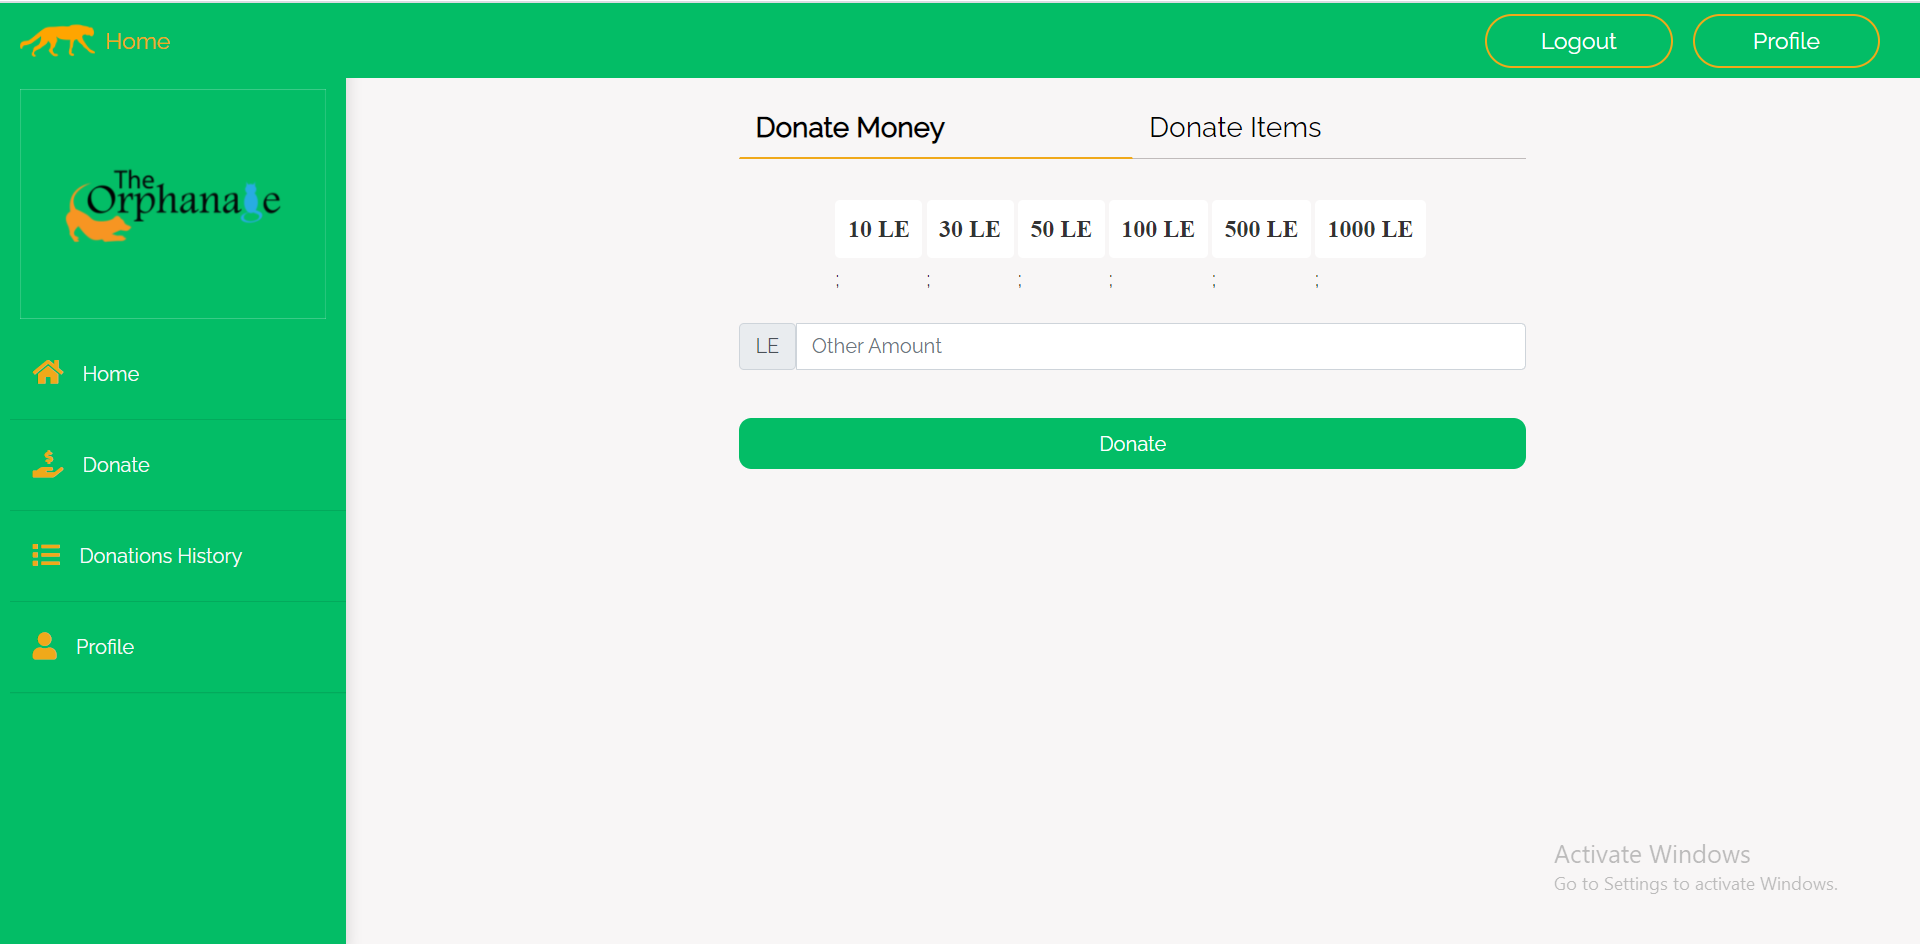 Home
Logout
Profile
The
Orphanage
Home
Donate
Donations History
Profile
Donate Money
Donate Items
10 LE 30 LE 50 LE 100 LE 500 LE 1000 LE
; ; ; ; ; ;
LE Other Amount
Donate
Activate Windows
Go to Settings to activate Windows.